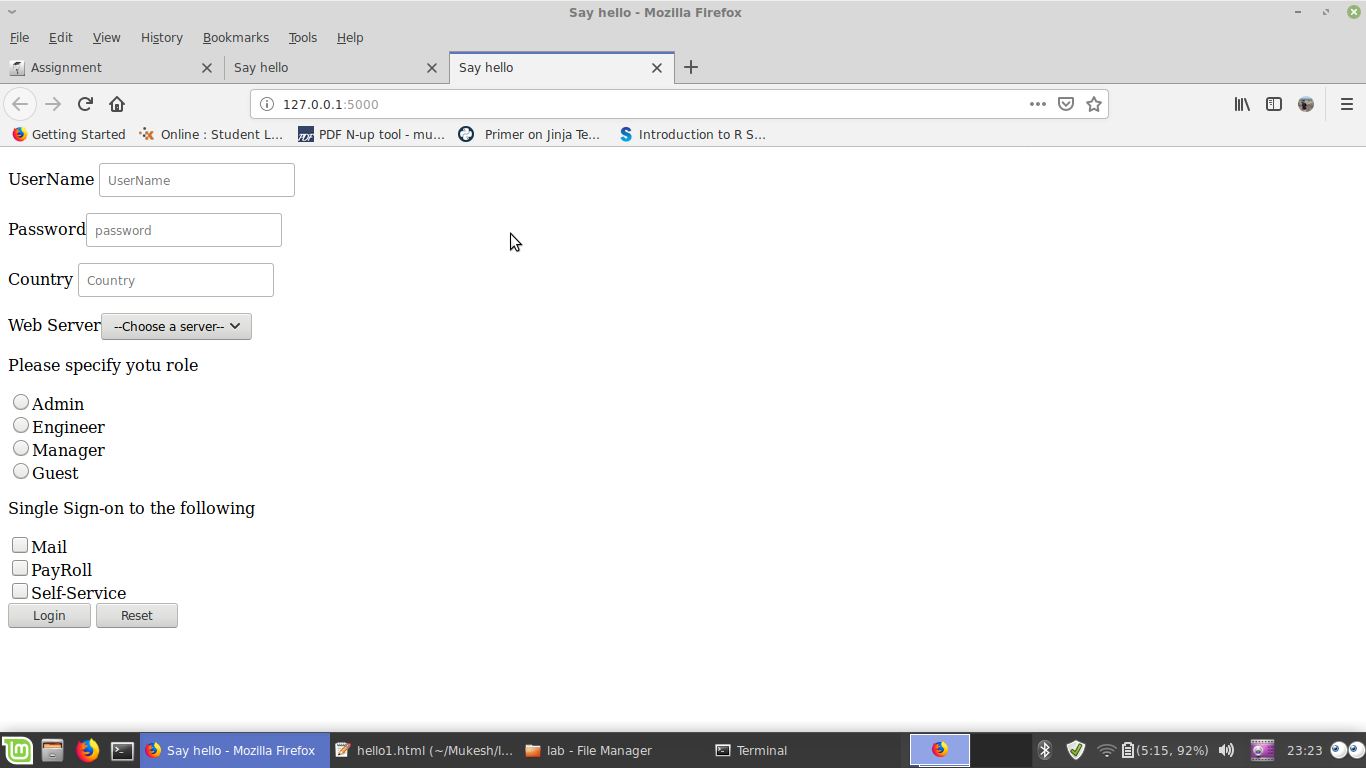 Say hello - Mozilla Firefox
File Edit View History Bookmarks Tools Help
Assignment Say hello Say hello
127.0.0.1:5000
Getting Started Online : Student L... PDF N-up tool - mu... Primer on Jinja Te... Introduction to R S...
UserName UserName
Password password
Country Country
Web Server --Choose a server--
Please specify yotu role
Admin
Engineer
Manager
Guest
Single Sign-on to the following
Mail
PayRoll
Self-Service
Login Reset
Say hello - Mozilla Firefox hello1.html (~/Mukesh/l... lab - File Manager Terminal (5:15, 92%) 23:23